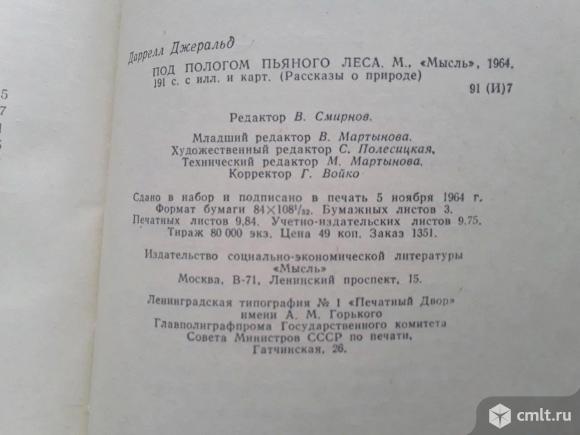 Даррелл Джеральд
ПОД ПОЛОГОМ ПЬЯНОГО ЛЕСА. М., «Мысль», 1964.
191 с. с илл. и карт. (Рассказы о природе)
91 (И)7
Редактор В. Смирнов.
Младший редактор В. Мартынова.
Художественный редактор С. Полесицкая,
Технический редактор М. Мартынова.
Корректор Г. Войко
Сдано в набор и подписано в печать 5 ноября 1964 г.
Формат бумаги 84×108¹/₃₂. Бумажных листов 3.
Печатных листов 9,84. Учетно-издательских листов 9.75.
Тираж 80 000 экз. Цена 49 коп. Заказ 1351.
Издательство социально-экономической литературы
«Мысль»
Москва, В-71, Ленинский проспект, 15.
Ленинградская типография № 1 «Печатный Двор»
имени А. М. Горького
Главполиграфпрома Государственного комитета
Совета Министров СССР по печати,
Гатчинская, 26.
5
7
1
cmlt.ru